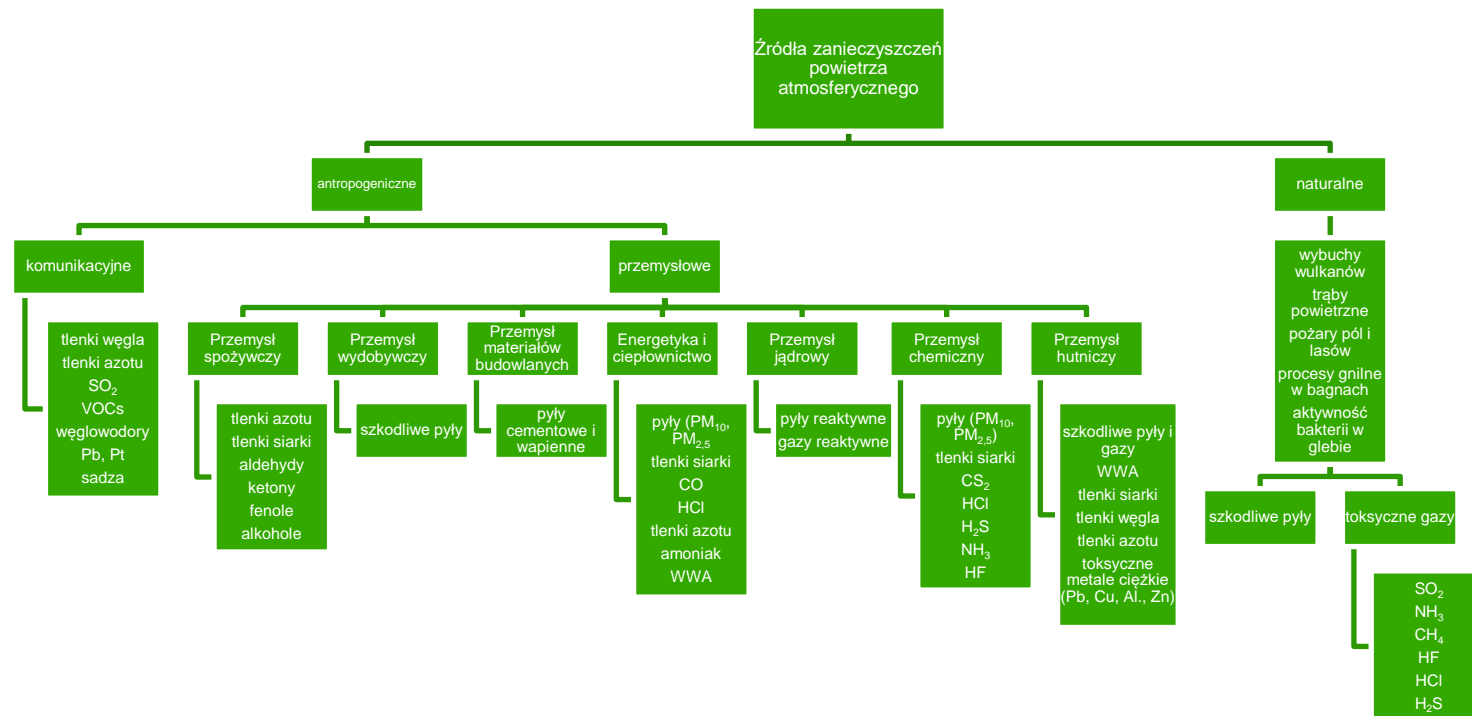 Źródła zanieczyszczeń
powietrza
atmosferycznego
antropogeniczne
naturalne
komunikacyjne
przemysłowe
wybuchy
wulkanów
trąby
powietrzne
pożary pól i
lasów
procesy gnilne
w bagnach
aktywność
bakterii w
glebie
tlenki węgla
tlenki azotu
SO₂
VOCs
węglowodory
Pb, Pt
sadza
Przemysł
spożywczy
tlenki azotu
tlenki siarki
aldehydy
ketony
fenole
alkohole
Przemysł
wydobywczy
szkodliwe pyły
Przemysł
materiałów
budowlanych
pyły
cementowe i
wapienne
Energetyka i
ciepłownictwo
pyły (PM₁₀,
PM₂,₅
tlenki siarki
CO
HCl
tlenki azotu
amoniak
WWA
Przemysł
jądrowy
pyły reaktywne
gazy reaktywne
Przemysł
chemiczny
pyły (PM₁₀,
PM₂,₅)
tlenki siarki
CS₂
HCl
H₂S
NH₃
HF
Przemysł
hutniczy
szkodliwe pyły i
gazy
WWA
tlenki siarki
tlenki węgla
tlenki azotu
toksyczne
metale ciężkie
(Pb, Cu, Al., Zn)
szkodliwe pyły
toksyczne gazy
SO₂
NH₃
CH₄
HF
HCl
H₂S